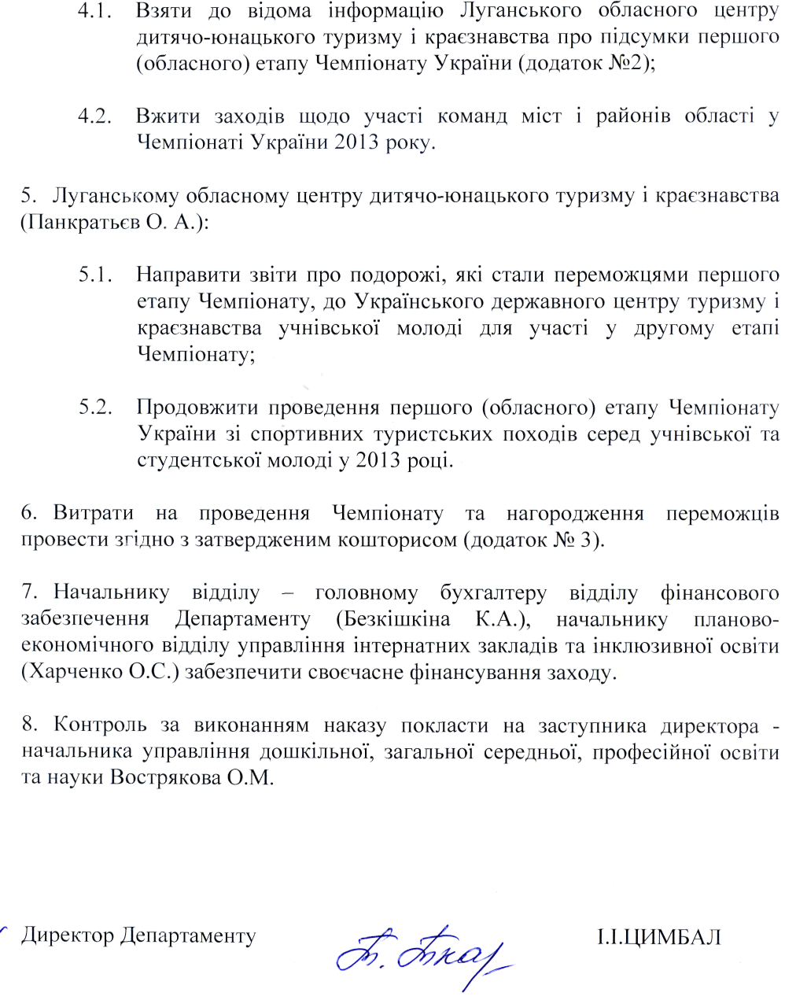 4.1. Взяти до відома інформацію Луганського обласного центру
дитячо-юнацького туризму і краєзнавства про підсумки першого
(обласного) етапу Чемпіонату України (додаток №2);
4.2. Вжити заходів щодо участі команд міст і районів області у
Чемпіонаті України 2013 року.
5. Луганському обласному центру дитячо-юнацького туризму і краєзнавства
(Панкратьєв О. А.):
5.1. Направити звіти про подорожі, які стали переможцями першого
етапу Чемпіонату, до Українського державного центру туризму і
краєзнавства учнівської молоді для участі у другому етапі
Чемпіонату;
5.2. Продовжити проведення першого (обласного) етапу Чемпіонату
України зі спортивних туристських походів серед учнівської та
студентської молоді у 2013 році.
6. Витрати на проведення Чемпіонату та нагородження переможців
провести згідно з затвердженим кошторисом (додаток № 3).
7. Начальнику відділу – головному бухгалтеру відділу фінансового
забезпечення Департаменту (Безкішкіна К.А.), начальнику планово-
економічного відділу управління інтернатних закладів та інклюзивної освіти
(Харченко О.С.) забезпечити своєчасне фінансування заходу.
8. Контроль за виконанням наказу покласти на заступника директора -
начальника управління дошкільної, загальної середньої, професійної освіти
та науки Вострякова О.М.
Директор Департаменту І.І.ЦИМБАЛ